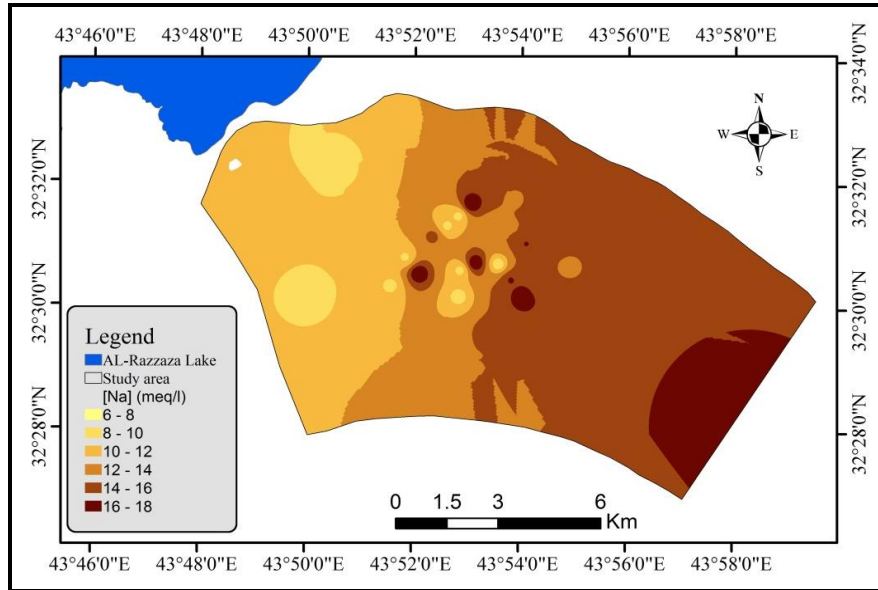 43°46'0"E 43°48'0"E 43°50'0"E 43°52'0"E 43°54'0"E 43°56'0"E 43°58'0"E
32°34'0"N
32°32'0"N
32°32'0"N
32°30'0"N
32°30'0"N
32°28'0"N
32°28'0"N
N
W E
S
Legend
AL-Razzaza Lake
Study area
[Na] (meq/l)
6 - 8
8 - 10
10 - 12
12 - 14
14 - 16
16 - 18
0 1.5 3 6
Km
43°46'0"E 43°48'0"E 43°50'0"E 43°52'0"E 43°54'0"E 43°56'0"E 43°58'0"E